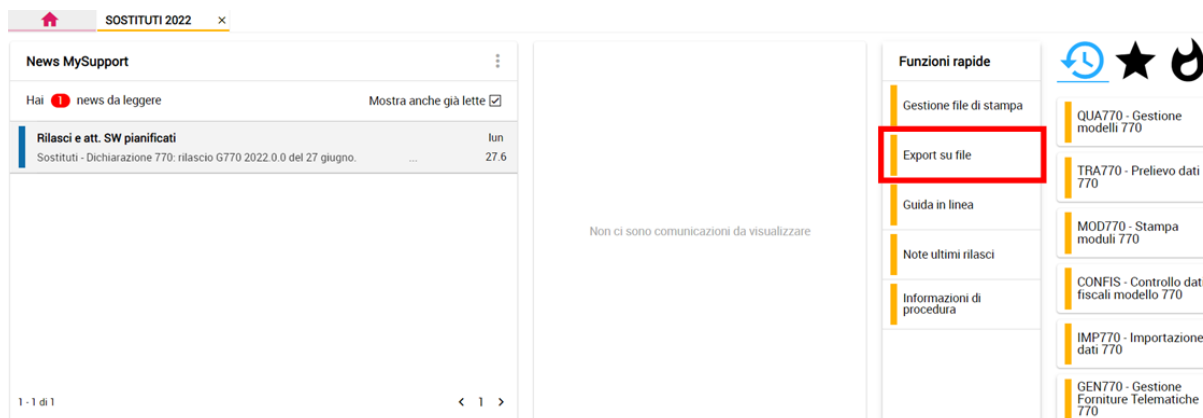 SOSTITUTI 2022 ×
News MySupport
Hai 1 news da leggere
Mostra anche già lette
Rilasci e att. SW pianificati
lun
Sostituti - Dichiarazione 770: rilascio G770 2022.0.0 del 27 giugno. ...
27.6
1 - 1 di 1
< 1 >
Non ci sono comunicazioni da visualizzare
Funzioni rapide
Gestione file di stampa
Export su file
Guida in linea
Note ultimi rilasci
Informazioni di
procedura
QUA770 - Gestione
modelli 770
TRA770 - Prelievo dati
770
MOD770 - Stampa
moduli 770
CONFIS - Controllo dati
fiscali modello 770
IMP770 - Importazione
dati 770
GEN770 - Gestione
Forniture Telematiche
770